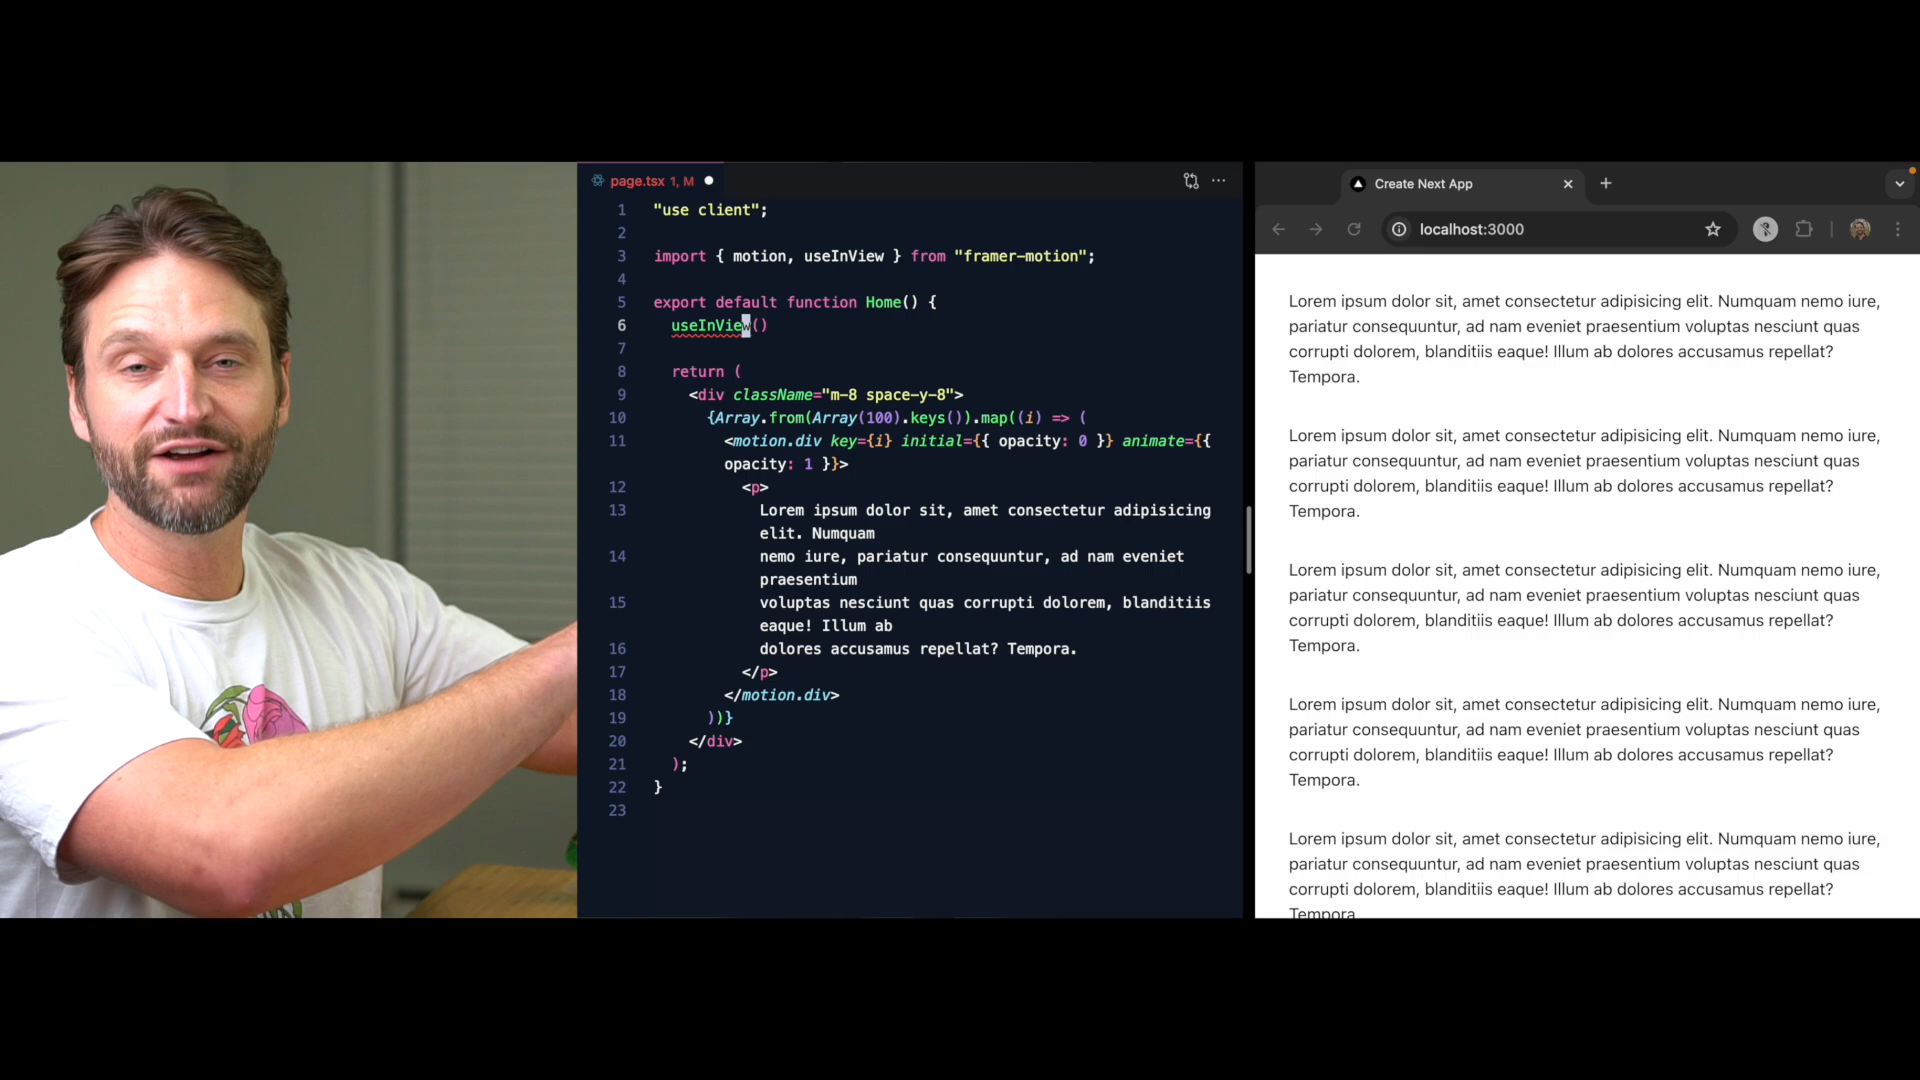 page.tsx 1, M
1 "use client";
2
3 import { motion, useInView } from "framer-motion";
4
5 export default function Home() {
6 useInView()
7
8 return (
9 <div className="m-8 space-y-8">
10 {Array.from(Array(100).keys()).map((i) => (
11 <motion.div key={i} initial={{ opacity: 0 }} animate={{
opacity: 1 }}>
12 <p>
13 Lorem ipsum dolor sit, amet consectetur adipisicing
elit. Numquam
14 nemo iure, pariatur consequuntur, ad nam eveniet
praesentium
15 voluptas nesciunt quas corrupti dolorem, blanditiis
eaque! Illum ab
16 dolores accusamus repellat? Tempora.
17 </p>
18 </motion.div>
19 ))}
20 </div>
21 );
22 }
23
Create Next App
localhost:3000
Lorem ipsum dolor sit, amet consectetur adipisicing elit. Numquam nemo iure,
pariatur consequuntur, ad nam eveniet praesentium voluptas nesciunt quas
corrupti dolorem, blanditiis eaque! Illum ab dolores accusamus repellat?
Tempora.
Lorem ipsum dolor sit, amet consectetur adipisicing elit. Numquam nemo iure,
pariatur consequuntur, ad nam eveniet praesentium voluptas nesciunt quas
corrupti dolorem, blanditiis eaque! Illum ab dolores accusamus repellat?
Tempora.
Lorem ipsum dolor sit, amet consectetur adipisicing elit. Numquam nemo iure,
pariatur consequuntur, ad nam eveniet praesentium voluptas nesciunt quas
corrupti dolorem, blanditiis eaque! Illum ab dolores accusamus repellat?
Tempora.
Lorem ipsum dolor sit, amet consectetur adipisicing elit. Numquam nemo iure,
pariatur consequuntur, ad nam eveniet praesentium voluptas nesciunt quas
corrupti dolorem, blanditiis eaque! Illum ab dolores accusamus repellat?
Tempora.
Lorem ipsum dolor sit, amet consectetur adipisicing elit. Numquam nemo iure,
pariatur consequuntur, ad nam eveniet praesentium voluptas nesciunt quas
corrupti dolorem, blanditiis eaque! Illum ab dolores accusamus repellat?
Tempora.